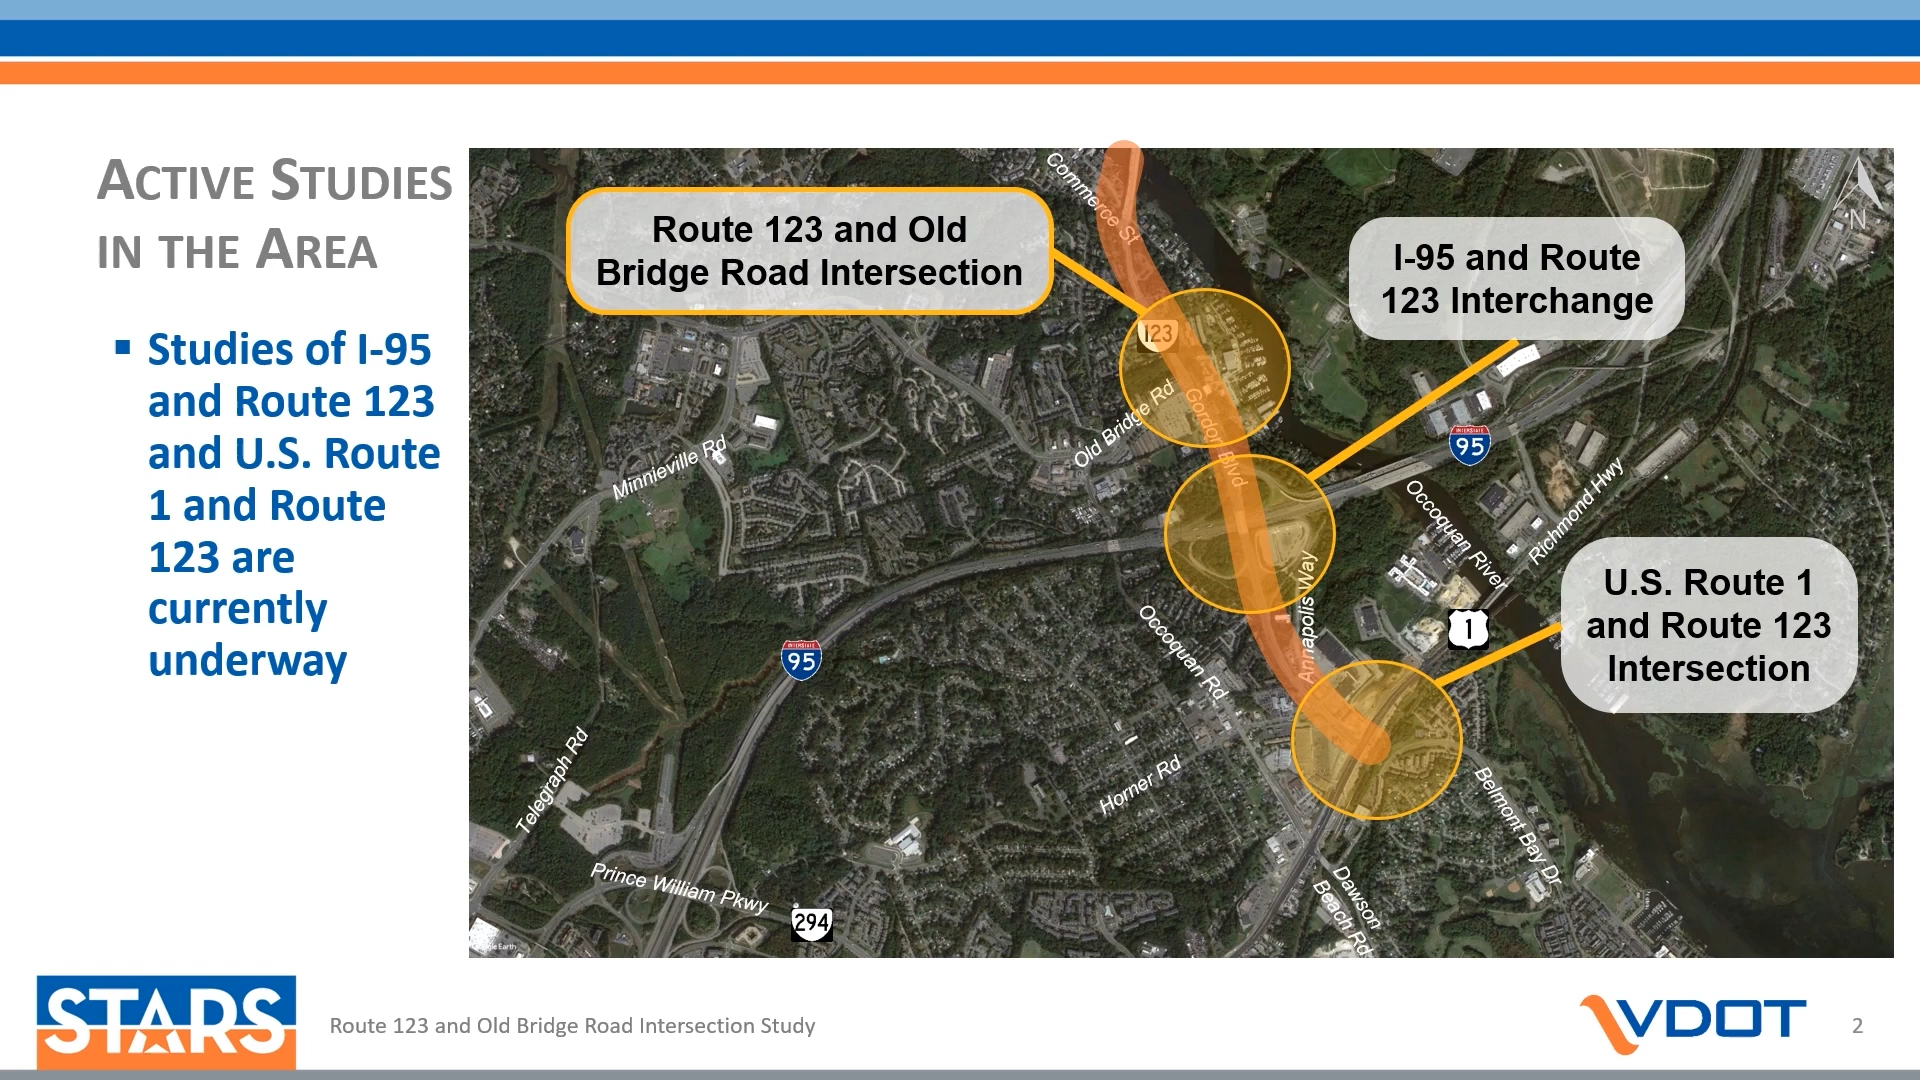 ACTIVE STUDIES
IN THE AREA
▪ Studies of I-95
and Route 123
and U.S. Route
1 and Route
123 are
currently
underway
Route 123 and Old
Bridge Road Intersection
I-95 and Route
123 Interchange
U.S. Route 1
and Route 123
Intersection
Commerce St
N
123
Old Bridge Rd
Gordon Blvd
Minnieville Rd
INTERSTATE
95
Occoquan River
Richmond Hwy
Annapolis Way
1
Occoquan Rd
INTERSTATE
95
Telegraph Rd
Horner Rd
Belmont Bay Dr
Prince William Pkwy
294
Dawson
Beach Rd
Earth
STARS
Route 123 and Old Bridge Road Intersection Study
VDOT
2